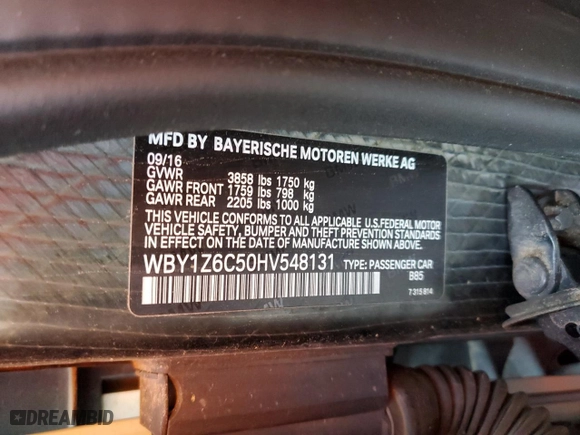 MFD BY BAYERISCHE MOTOREN WERKE AG
09/16
GVWR 3858 lbs 1750 kg
GAWR FRONT 1759 lbs 798 kg
GAWR REAR 2205 lbs 1000 kg
THIS VEHICLE CONFORMS TO ALL APPLICABLE U.S.FEDERAL MOTOR
VEHICLE SAFETY, BUMPER AND THEFT PREVENTION STANDARDS
IN EFFECT ON THE DATE OF MANUFACTURE SHOWN ABOVE.
WBY1Z6C50HV548131 TYPE: PASSENGER CAR
B85
7 315 814
DREAMBID